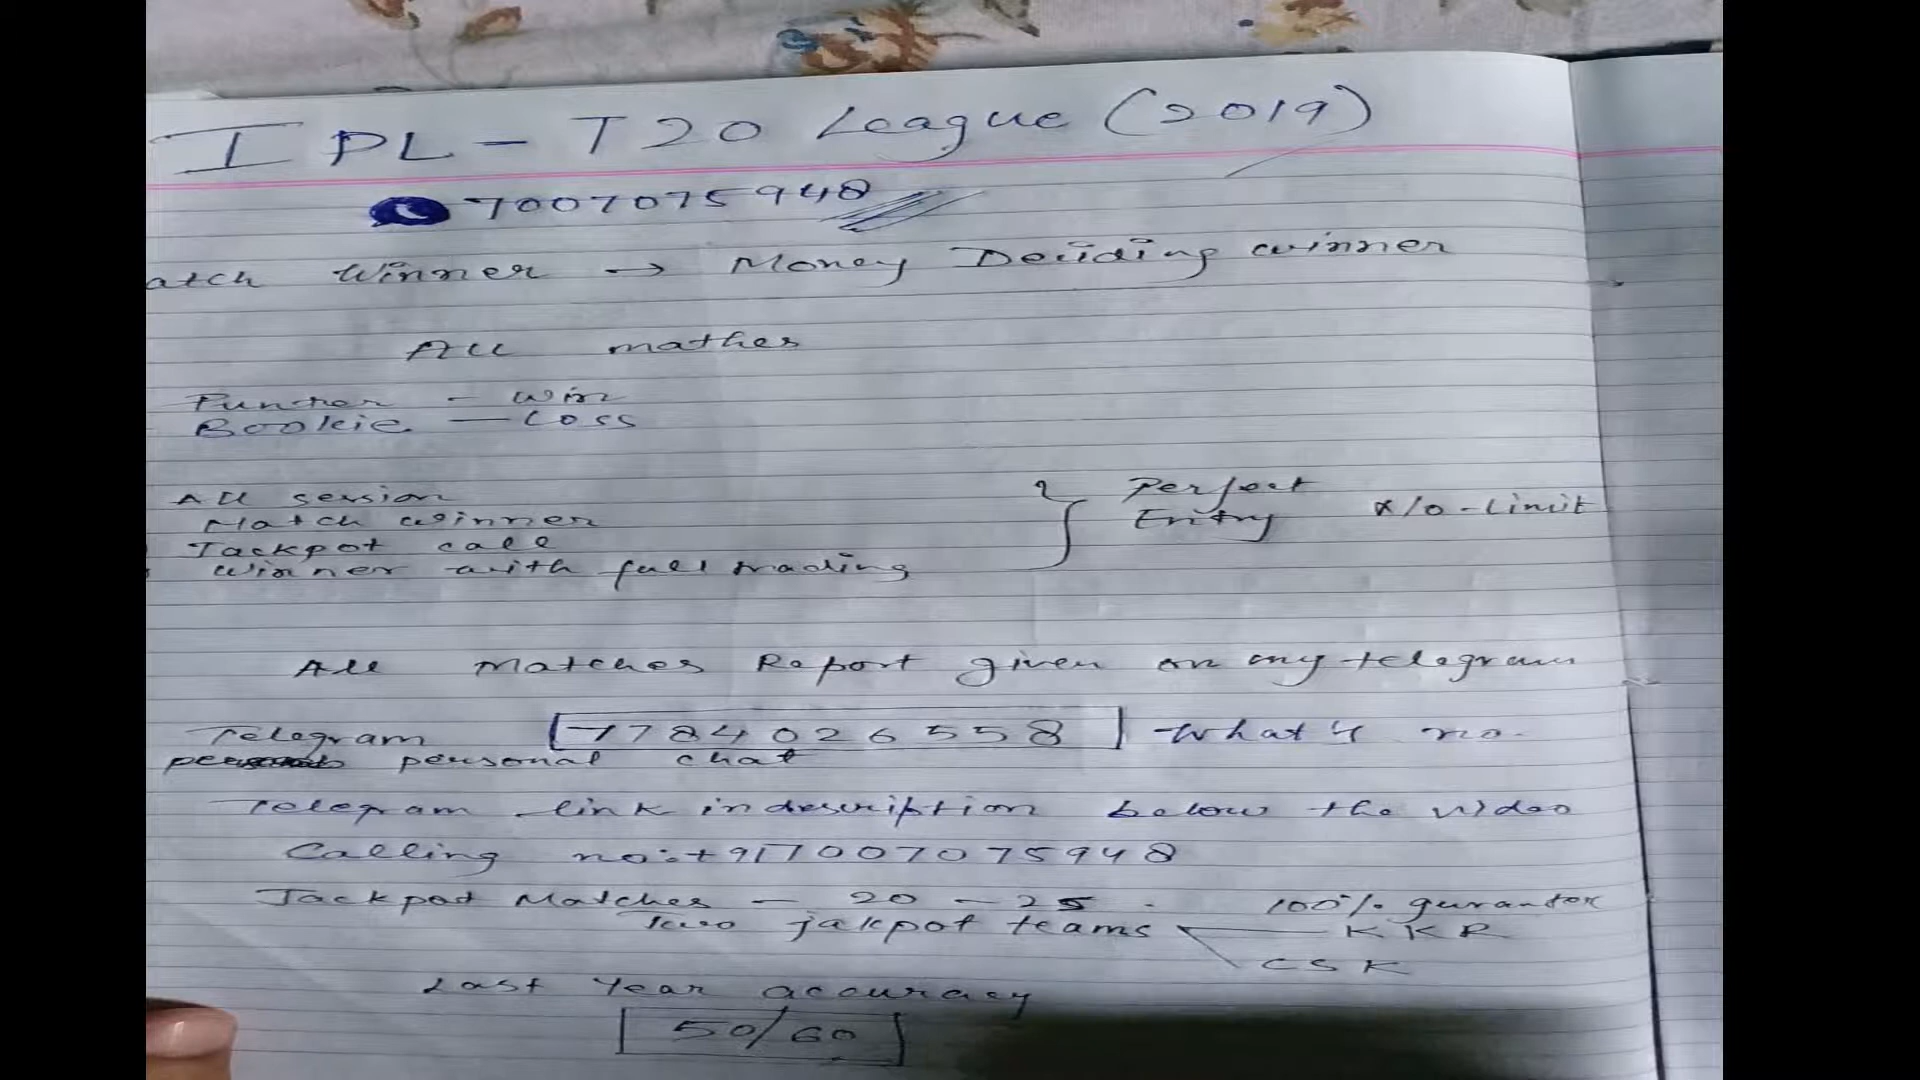 IPL - T20 League (2019)
7007075948
atch Winner → Money Deciding winner
All mathes
Punter - win
Bookie - Loss
All session
Match winner
Jackpot call
winner with full trading
Perfect
Entry
x/o-Limit
All Matches Report given on my telegram
Telegram [7784026558] What's no.
personal chat
Telegram link in description below the video
Calling no:+917007075948
Jackpot Matches - 20 - 25 - 100% gurantee
Two jakpot teams KKR
CSK
Last Year accuracy
[50/60]